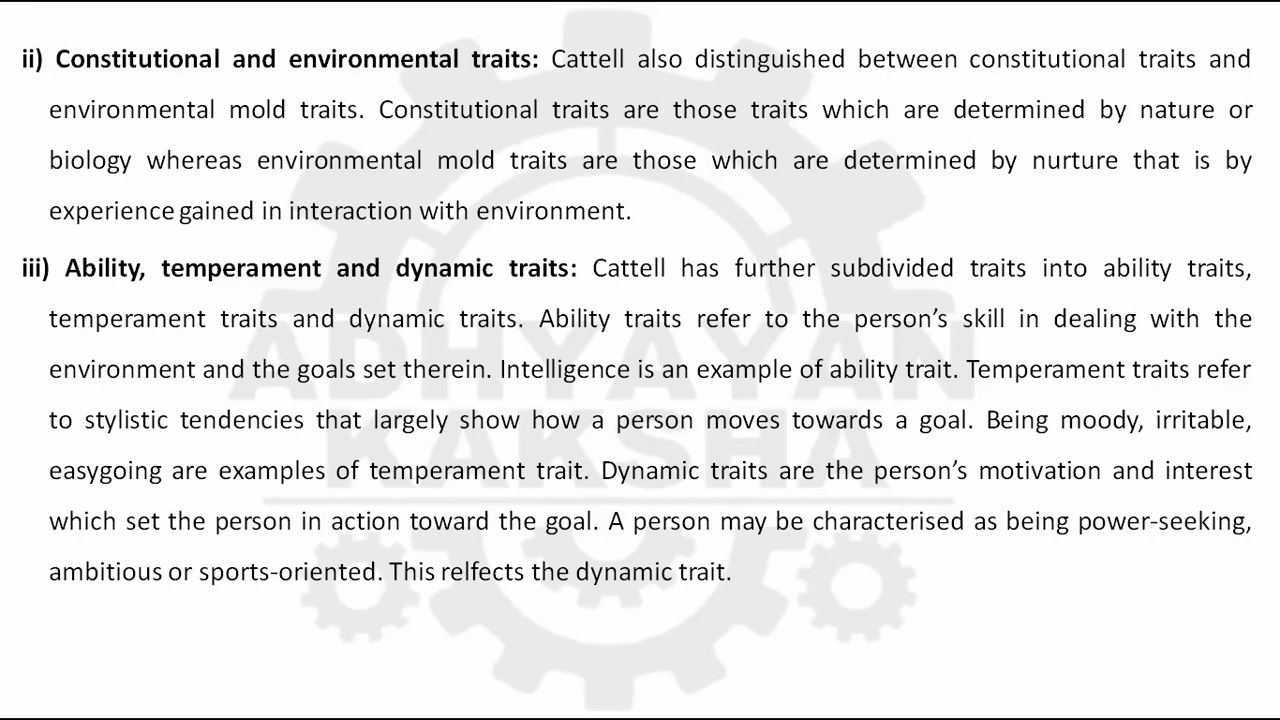 ii) Constitutional and environmental traits: Cattell also distinguished between constitutional traits and
environmental mold traits. Constitutional traits are those traits which are determined by nature or
biology whereas environmental mold traits are those which are determined by nurture that is by
experience gained in interaction with environment.
iii) Ability, temperament and dynamic traits: Cattell has further subdivided traits into ability traits,
temperament traits and dynamic traits. Ability traits refer to the person’s skill in dealing with the
environment and the goals set therein. Intelligence is an example of ability trait. Temperament traits refer
to stylistic tendencies that largely show how a person moves towards a goal. Being moody, irritable,
easygoing are examples of temperament trait. Dynamic traits are the person’s motivation and interest
which set the person in action toward the goal. A person may be characterised as being power-seeking,
ambitious or sports-oriented. This relfects the dynamic trait.
ADHYAYAN
KAKSHA